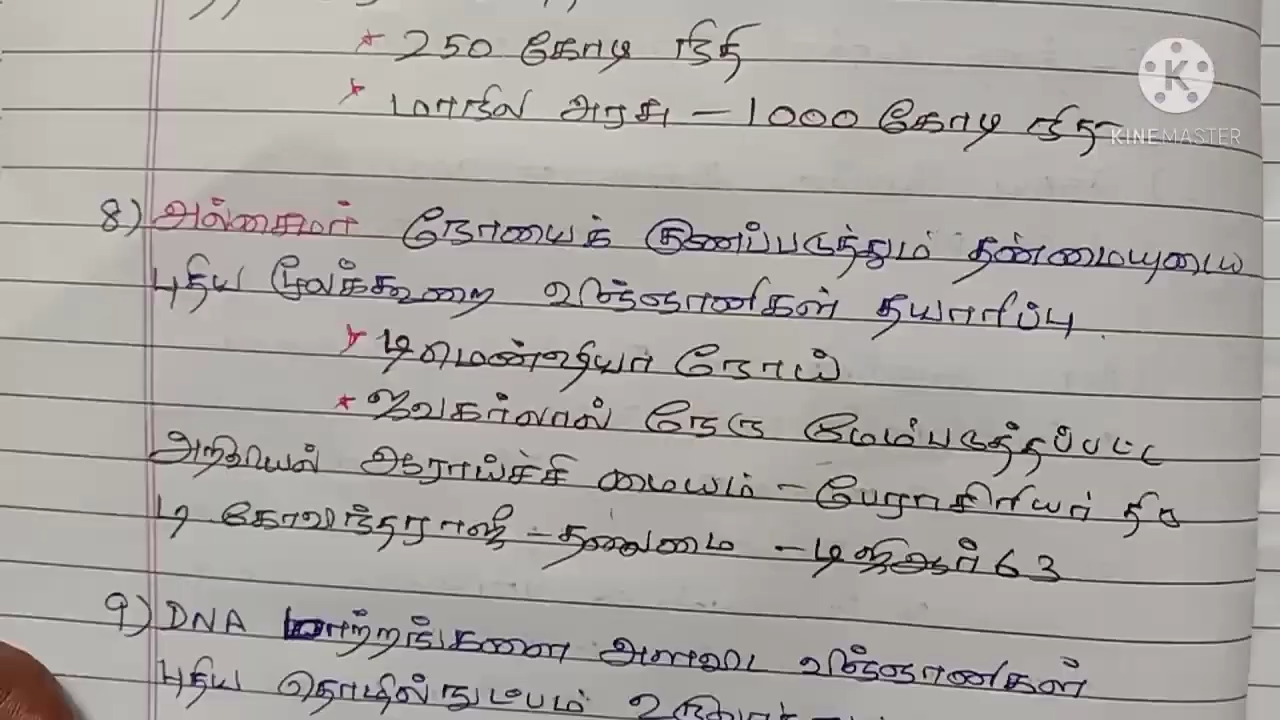 * 250 கோடி நிதி
* மாநில அரசு – 1000 கோடி நிதி
K
KINEMASTER
8) அல்சைமர் நோயைக் குணப்படுத்தும் தன்மையுடைய
புதிய மூலக்கூறை விஞ்ஞானிகள் தயாரிப்பு.
* டிமென்ஷியா நோய்
* ஜவகர்லால் நேரு மேம்படுத்தப்பட்ட
அறிவியல் ஆராய்ச்சி மையம் – பேராசிரியர் தி
டி கோவிந்தராஜீ – தலைமை – டிஜிஆர் 63
9) DNA மாற்றங்களை அளவிட விஞ்ஞானிகள்
புதிய தொழில்நுட்பம்